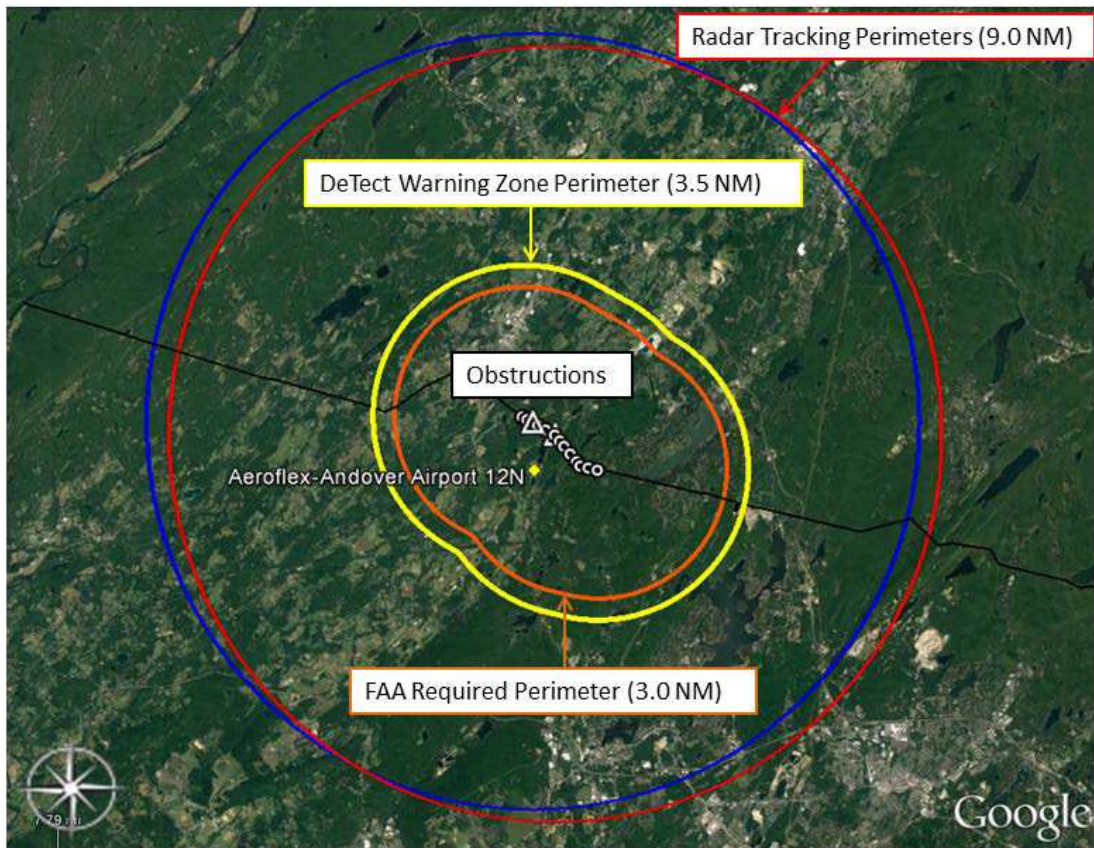 Radar Tracking Perimeters (9.0 NM)
DeTect Warning Zone Perimeter (3.5 NM)
Obstructions
Aeroflex-Andover Airport 12N
FAA Required Perimeter (3.0 NM)
Google